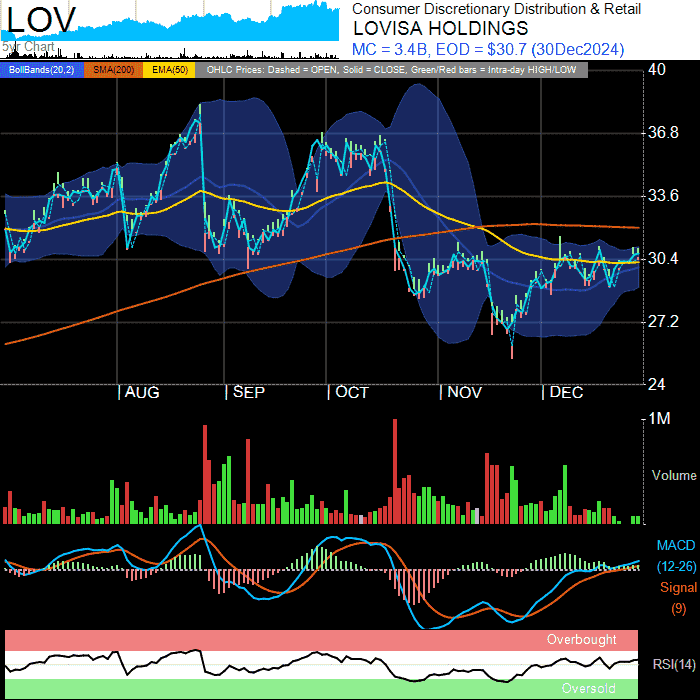 LOV
5yr Chart
Consumer Discretionary Distribution & Retail
LOVISA HOLDINGS
MC = 3.4B, EOD = $30.7 (30Dec2024)
BollBands(20,2) SMA(200) EMA(50) OHLC Prices: Dashed = OPEN, Solid = CLOSE, Green/Red bars = Intra-day HIGH/LOW
40
36.8
33.6
30.4
27.2
24
| AUG | SEP | OCT | NOV | DEC
1M
Volume
MACD
(12-26)
Signal
(9)
Overbought
RSI(14)
Oversold